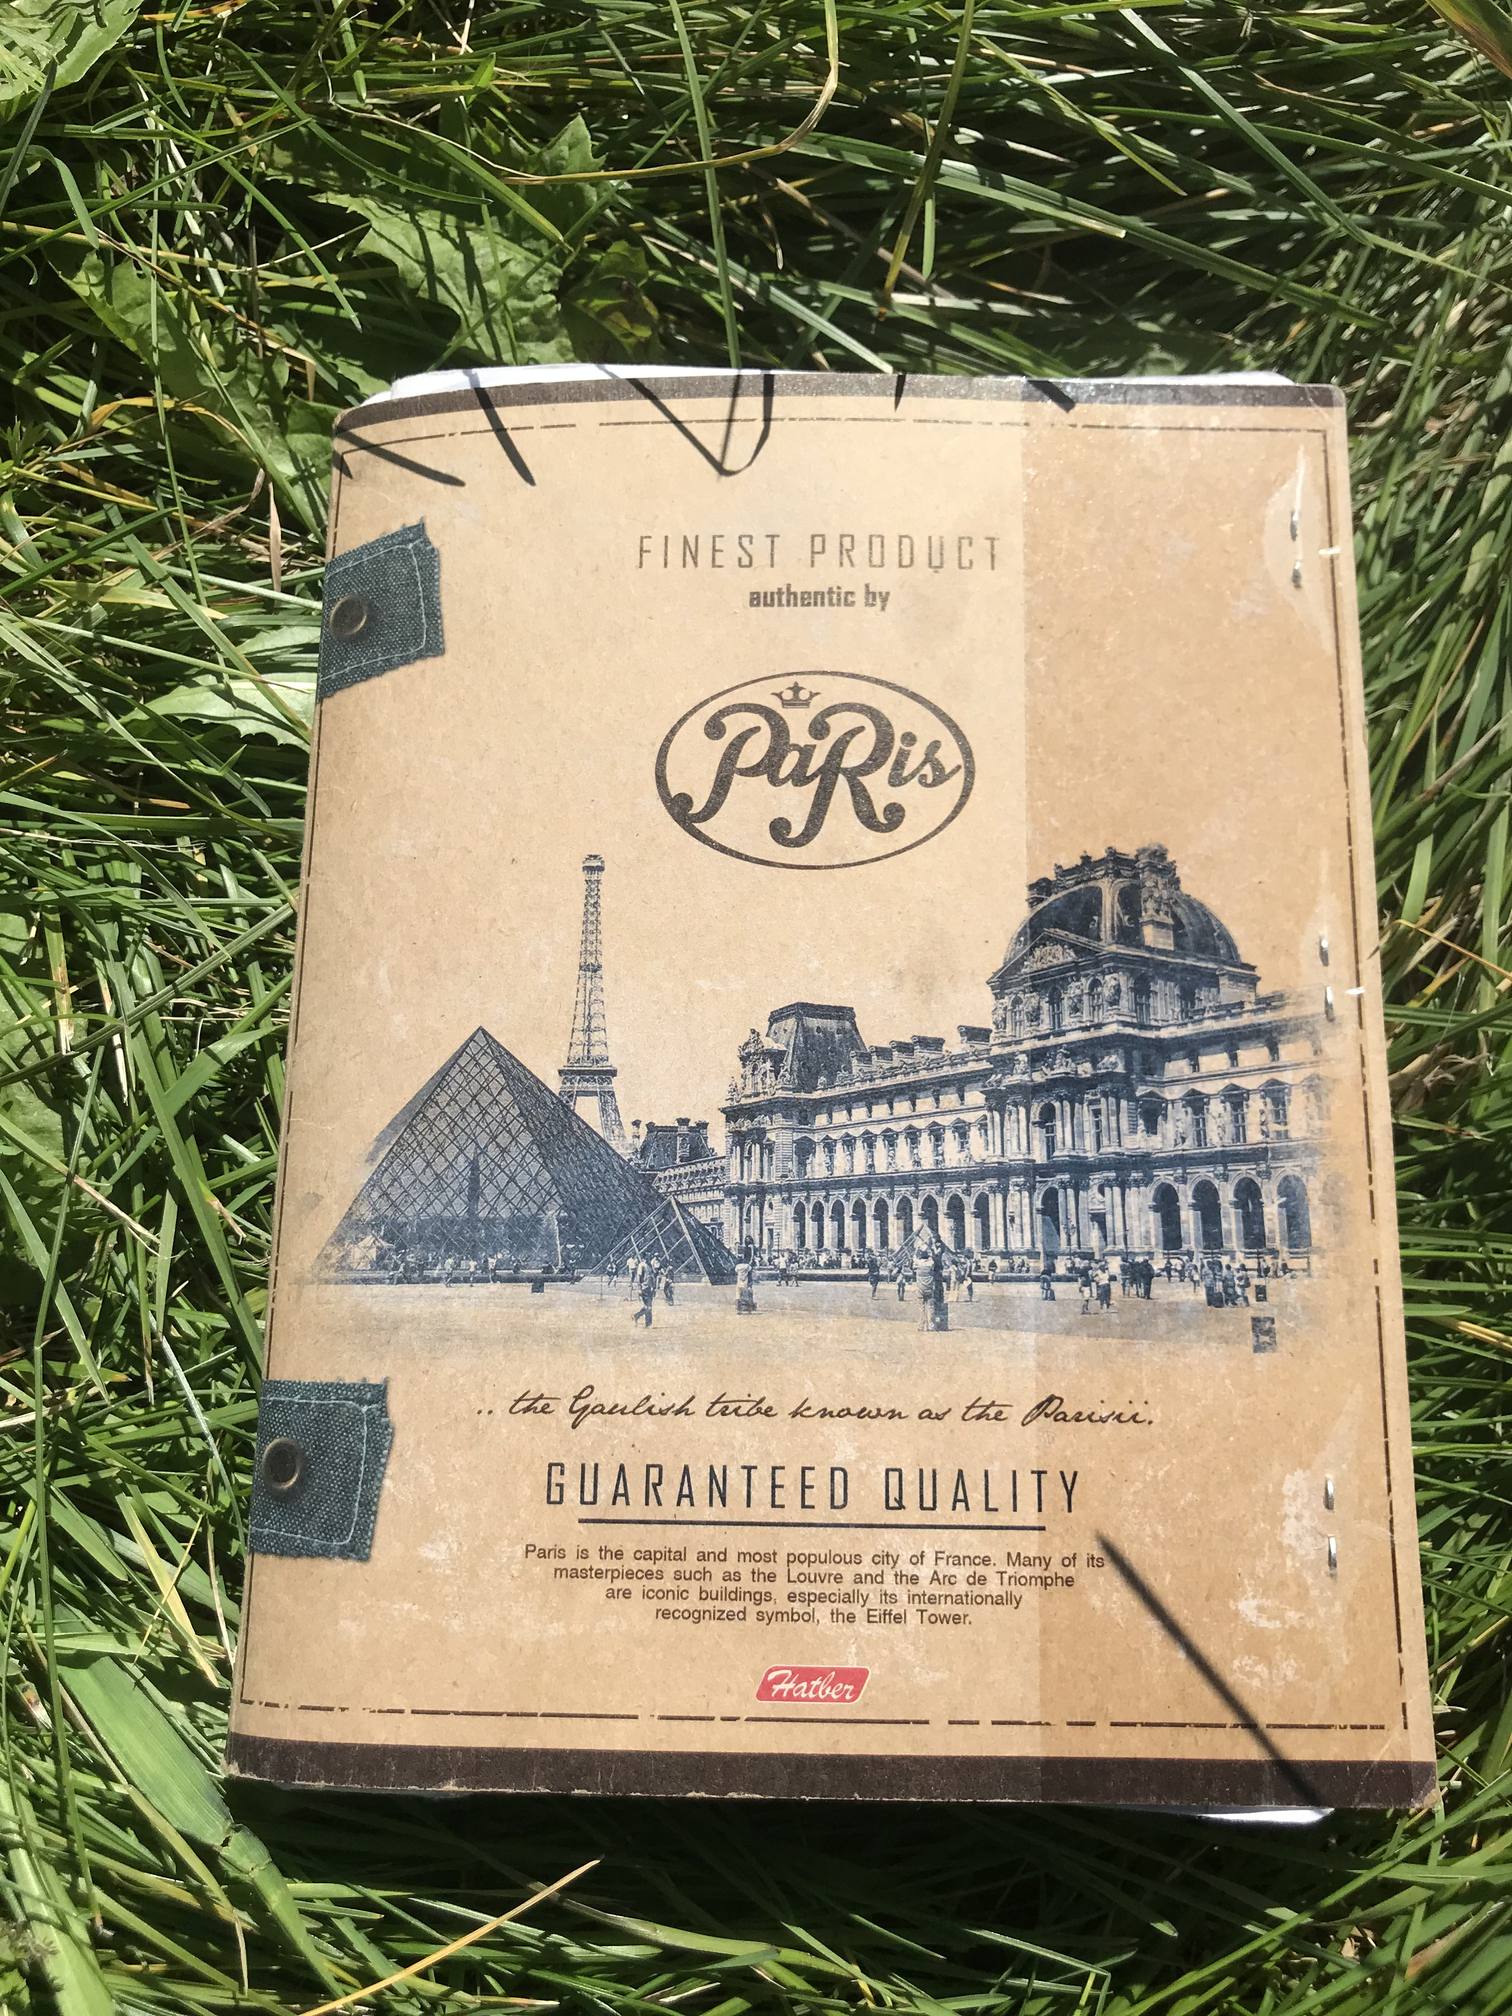 FINEST PRODUCT
authentic by
PaRis
.. the Gaulish tribe known as the Parisii.
GUARANTEED QUALITY
Paris is the capital and most populous city of France. Many of its
masterpieces such as the Louvre and the Arc de Triomphe
are iconic buildings, especially its internationally
recognized symbol, the Eiffel Tower.
Hatber